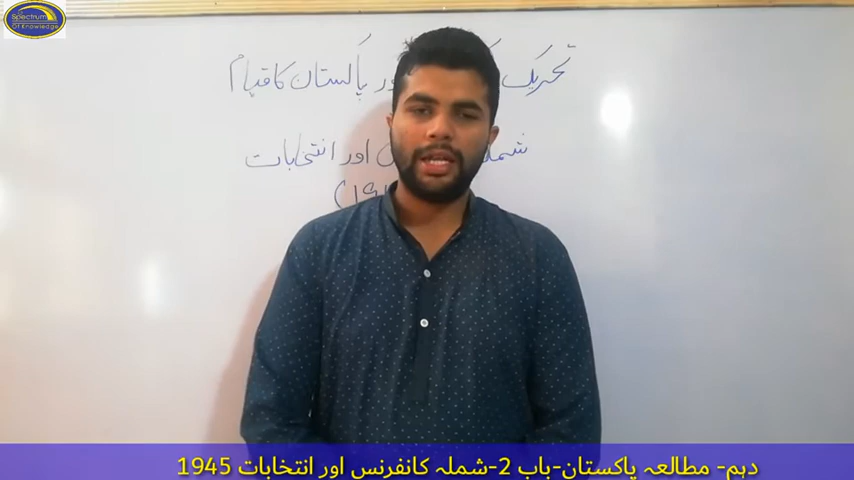 Spectrum
Of Knowledge
تحریک
پاکستان کا قیام
اور انتخابات
دہم- مطالعہ پاکستان-باب 2-شملہ کانفرنس اور انتخابات 1945